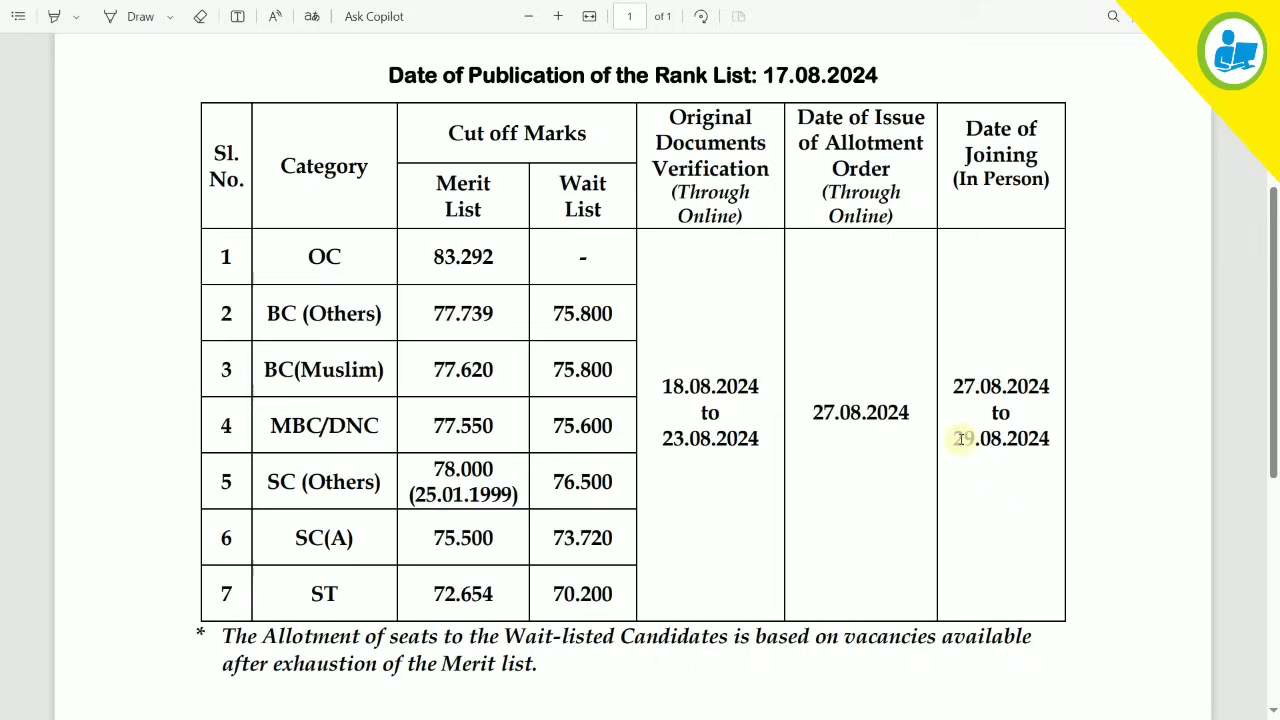 Draw
Ask Copilot
1 of 1
Date of Publication of the Rank List: 17.08.2024
Sl. No.
Category
Cut off Marks
Merit List
Wait List
Original Documents Verification (Through Online)
Date of Issue of Allotment Order (Through Online)
Date of Joining (In Person)
1 OC 83.292 -
2 BC (Others) 77.739 75.800
3 BC(Muslim) 77.620 75.800
4 MBC/DNC 77.550 75.600
5 SC (Others) 78.000 (25.01.1999) 76.500
6 SC(A) 75.500 73.720
7 ST 72.654 70.200
18.08.2024 to 23.08.2024
27.08.2024
27.08.2024 to 29.08.2024
* The Allotment of seats to the Wait-listed Candidates is based on vacancies available
after exhaustion of the Merit list.